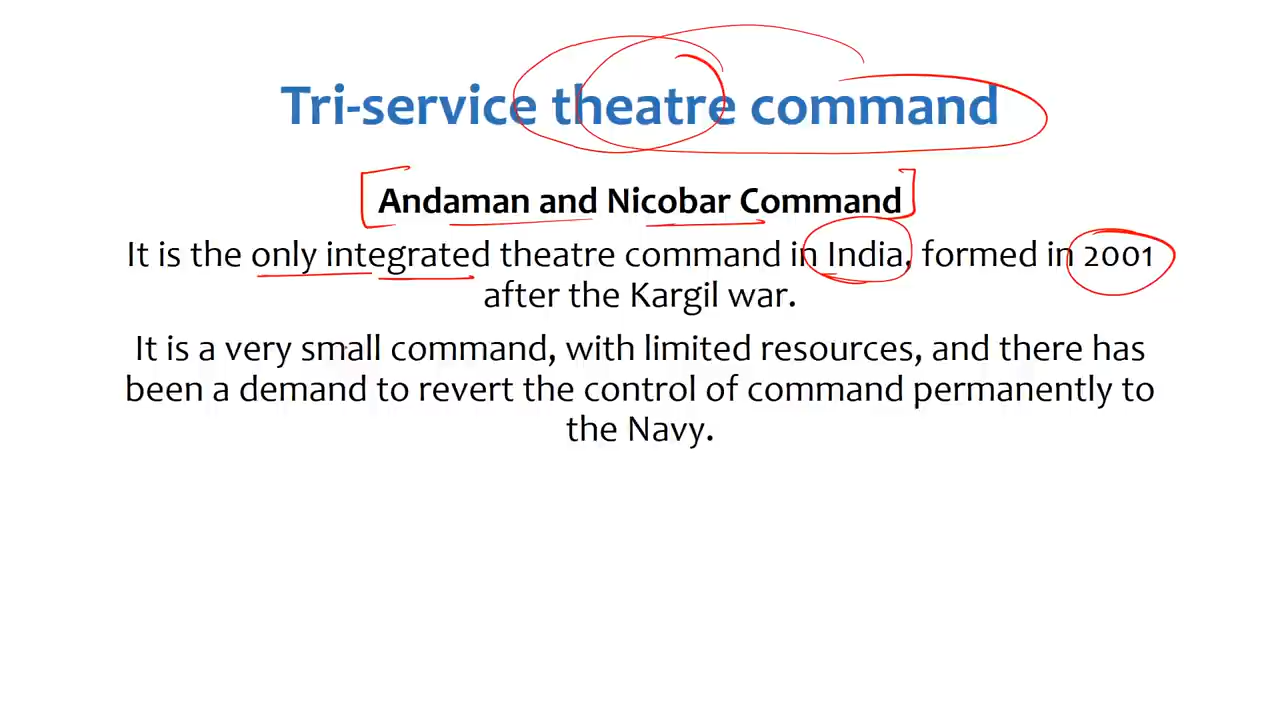 Tri-service theatre command
Andaman and Nicobar Command
It is the only integrated theatre command in India, formed in 2001
after the Kargil war.
It is a very small command, with limited resources, and there has
been a demand to revert the control of command permanently to
the Navy.